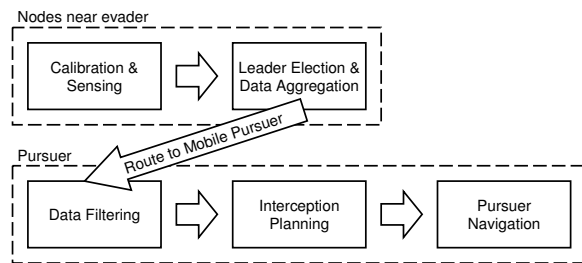 Nodes near evader
Calibration &
Sensing
Leader Election &
Data Aggregation
Route to Mobile Pursuer
Pursuer
Data Filtering
Interception
Planning
Pursuer
Navigation